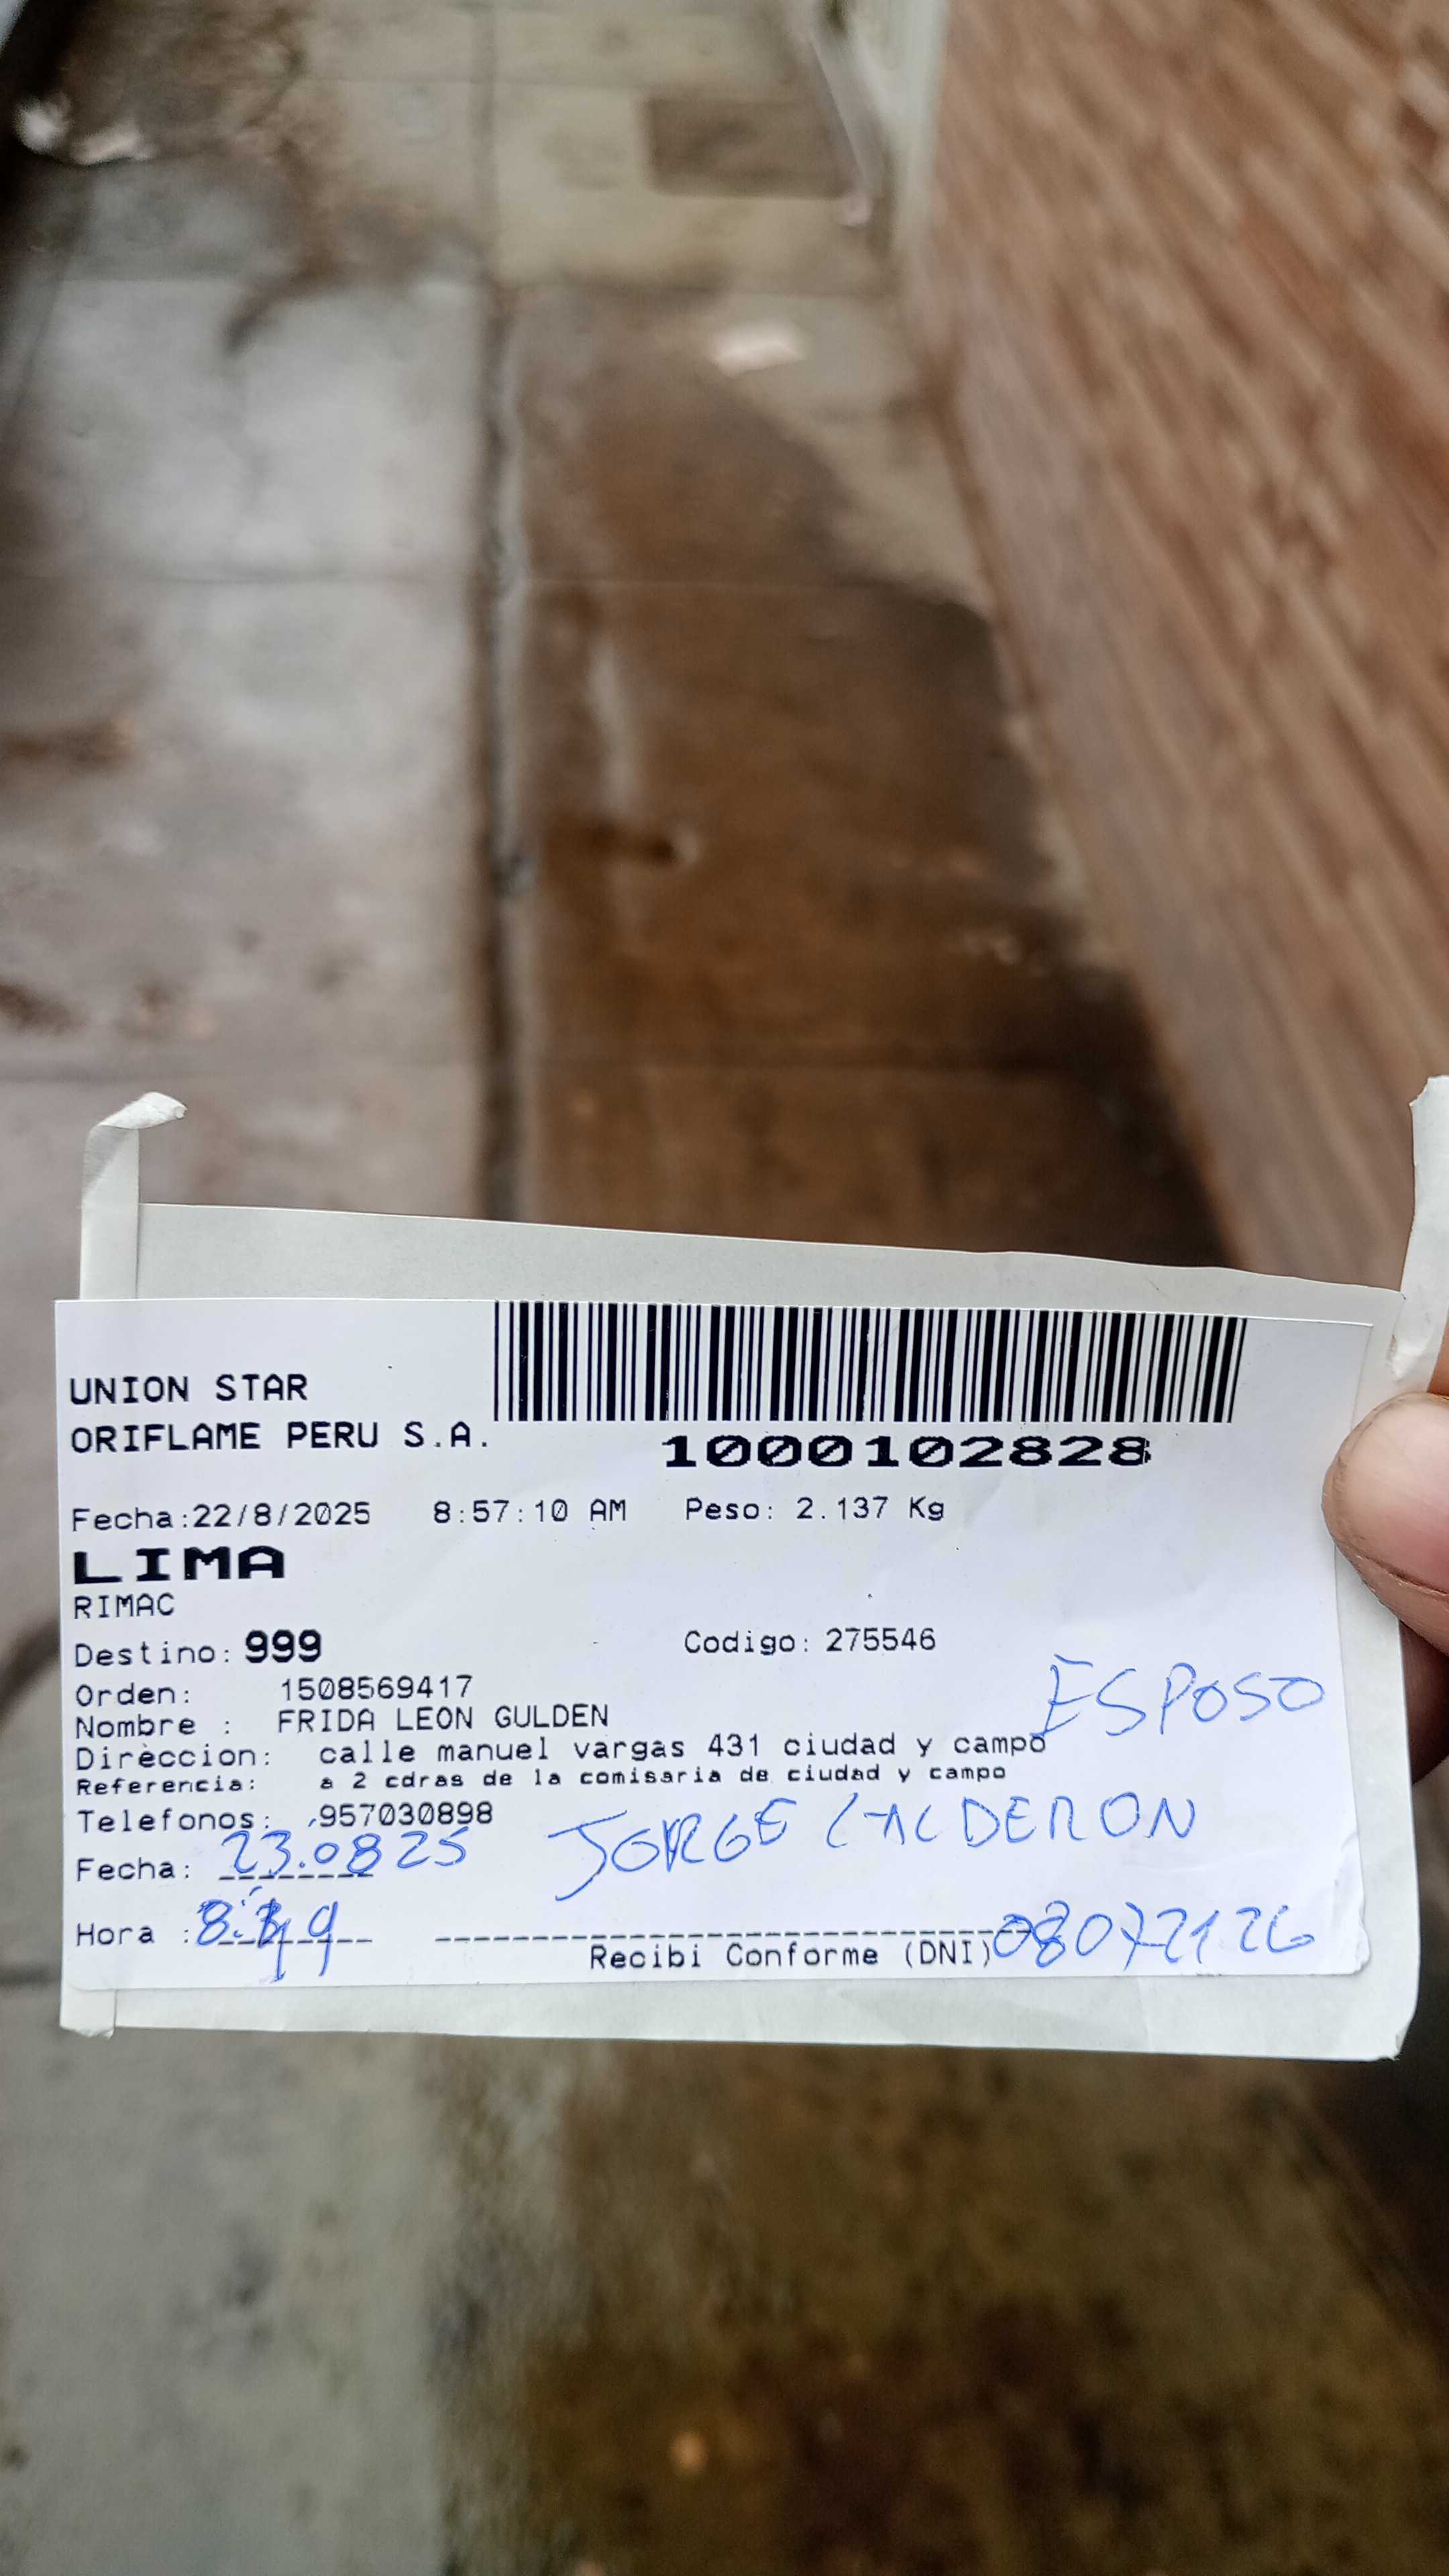 UNION STAR
ORIFLAME PERU S.A.
1000102828
Fecha:22/8/2025 8:57:10 AM Peso: 2.137 Kg
LIMA
RIMAC
Destino: 999 Codigo: 275546
Orden: 1508569417
ESPOSO
Nombre : FRIDA LEON GULDEN
Direccion: calle manuel vargas 431 ciudad y campo
Referencia: a 2 cdras de la comisaria de ciudad y campo
Telefonos: 957030898
JORGE CALDERON
Fecha: 23.08 25
Hora :
Recibi Conforme (DNI) 08072126